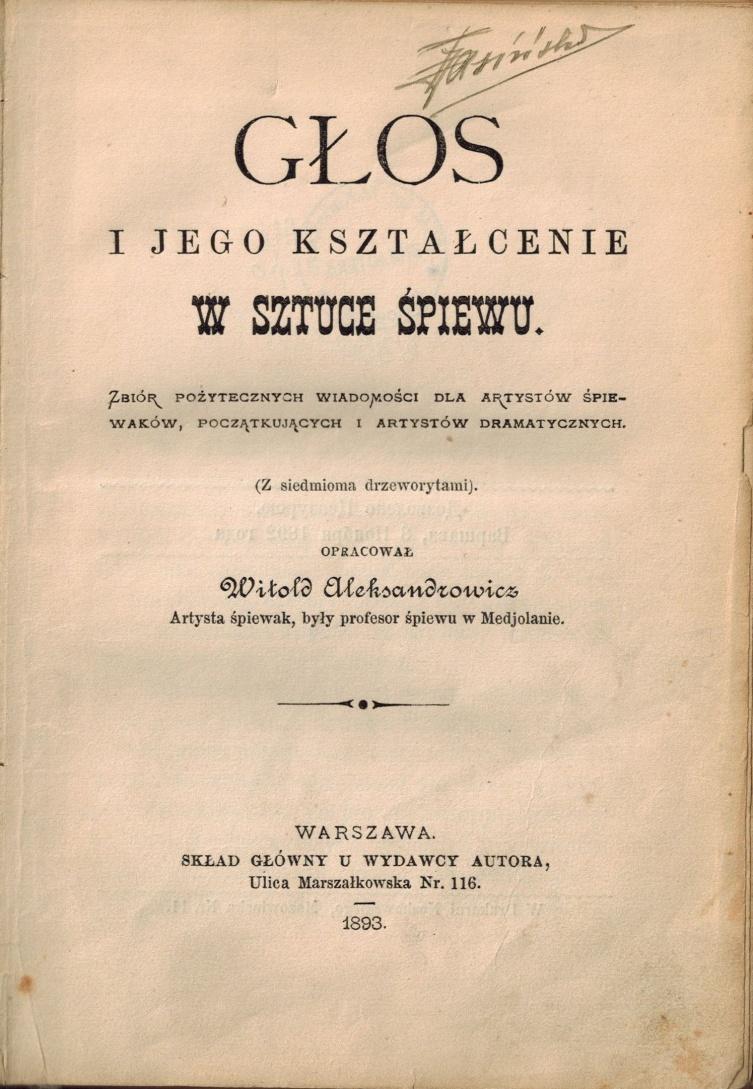 GŁOS
I JEGO KSZTAŁCENIE
W SZTUCE ŚPIEWU.
ZBIÓR POŻYTECZNYCH WIADOMOŚCI DLA ARTYSTÓW ŚPIE-
WAKÓW, POCZĄTKUJĄCYCH I ARTYSTÓW DRAMATYCZNYCH.
(Z siedmioma drzeworytami).
OPRACOWAŁ
Witold Aleksandrowicz
Artysta śpiewak, były profesor śpiewu w Medjolanie.
WARSZAWA.
SKŁAD GŁÓWNY U WYDAWCY AUTORA,
Ulica Marszałkowska Nr. 116.
1893.